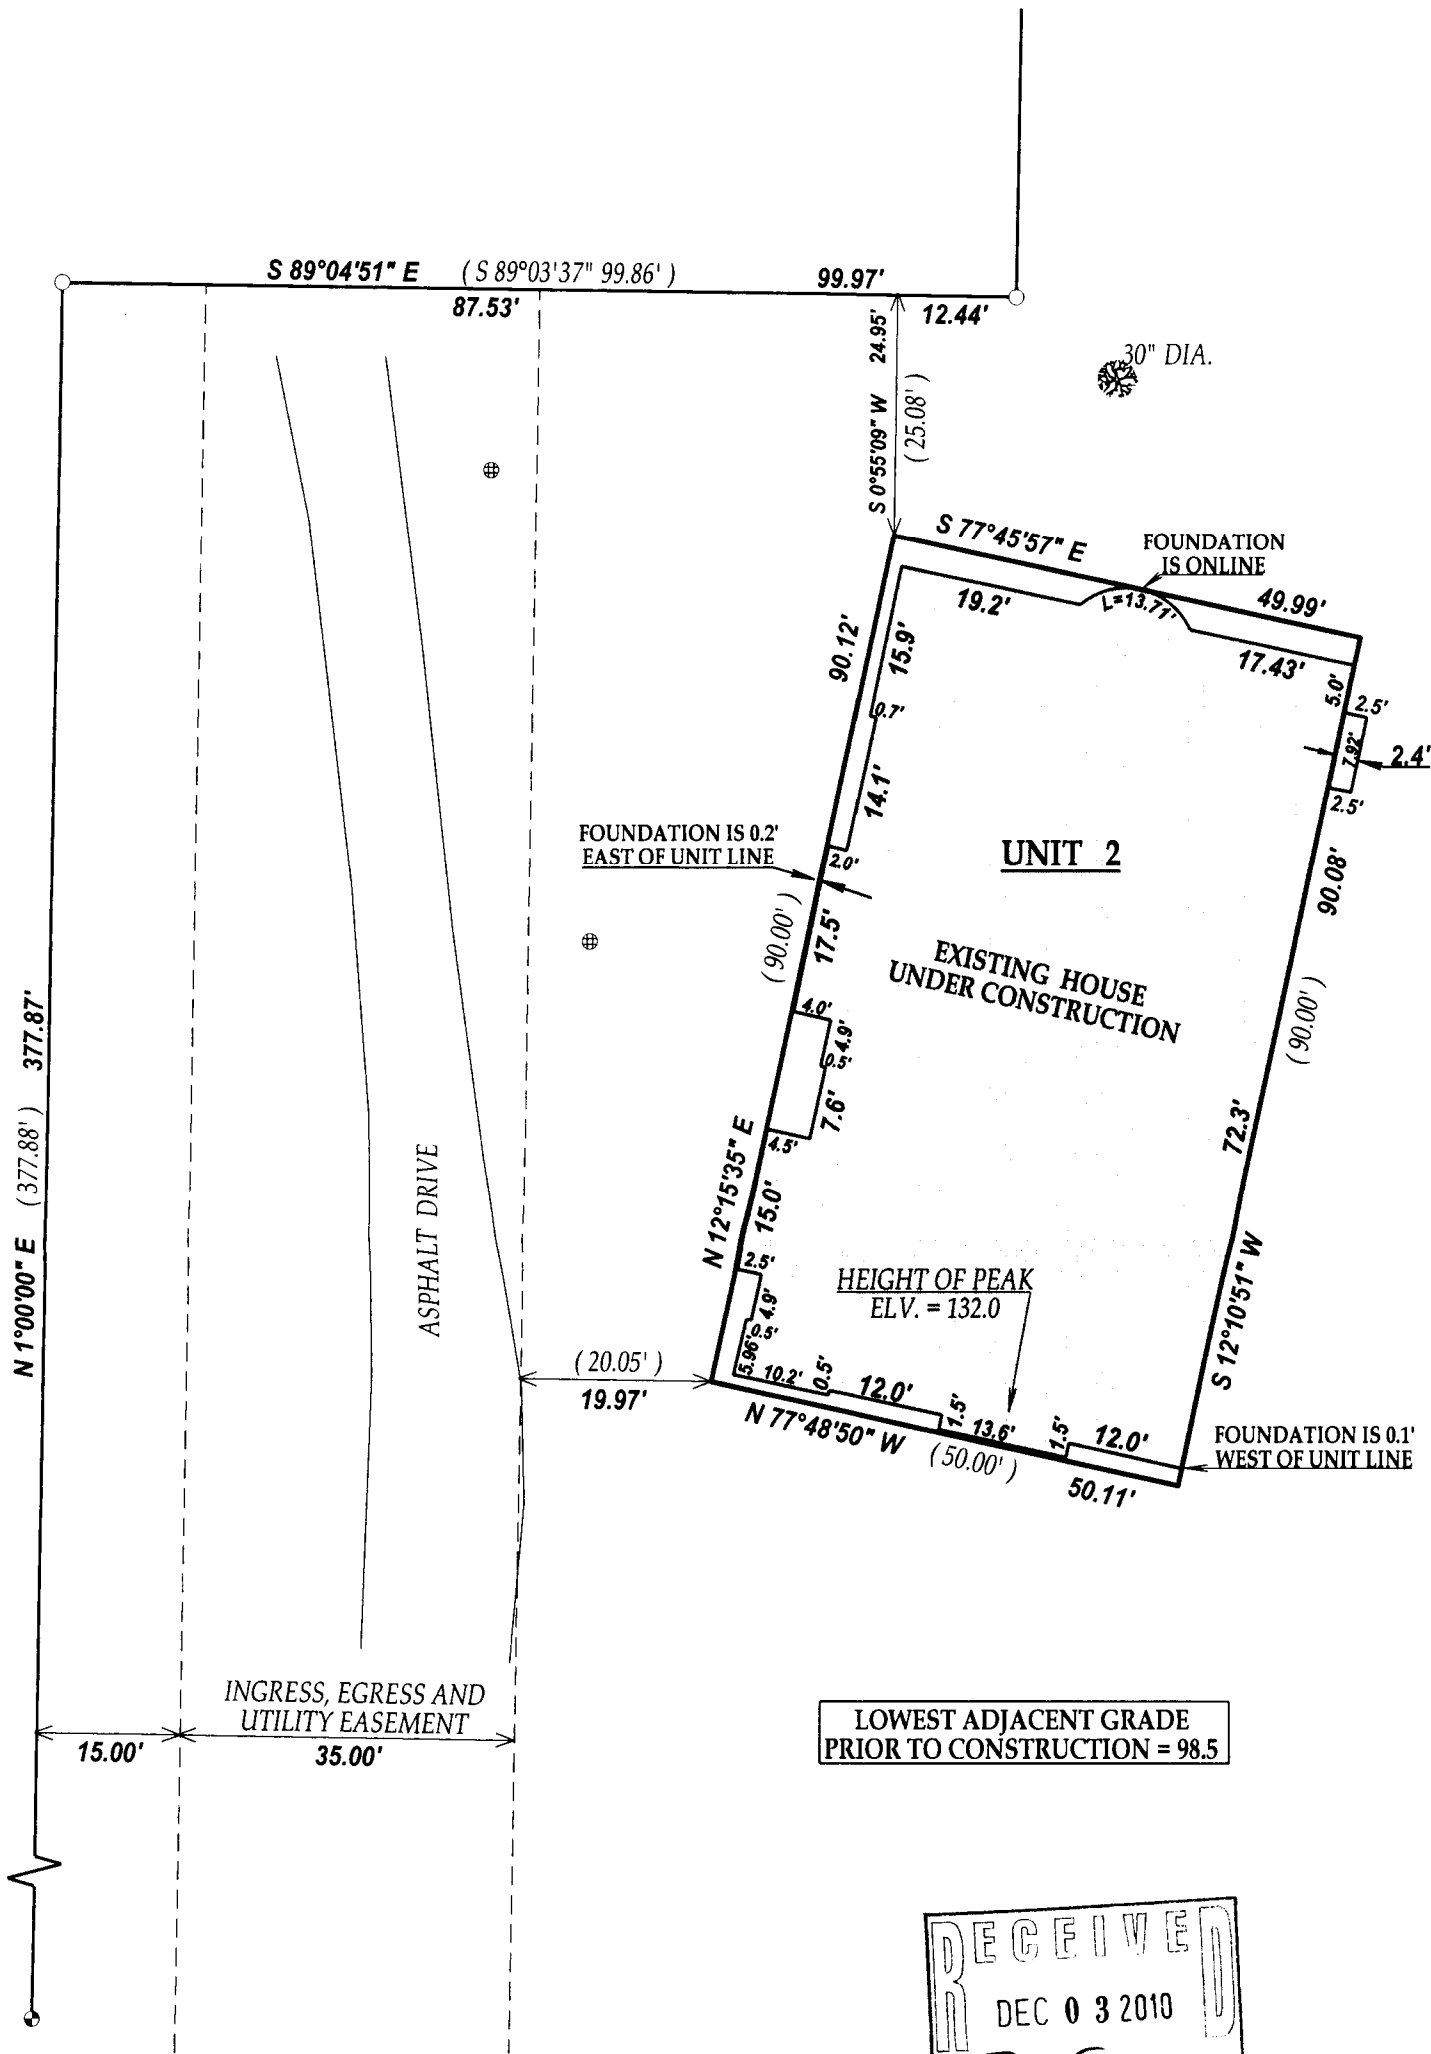 S 89°04'51" E ( S 89°03'37" 99.86' ) 99.97'
87.53'
12.44'
S 0°55'09" W 24.95'
( 25.08' )
30" DIA.
S 77°45'57" E
49.99'
FOUNDATION
IS ONLINE
19.2'
L=13.71'
17.43'
90.12'
15.9'
0.7'
14.1'
2.0'
5.0'
2.5'
7.92'
2.4'
2.5'
FOUNDATION IS 0.2'
EAST OF UNIT LINE
UNIT 2
90.08'
( 90.00' )
17.5'
EXISTING HOUSE
UNDER CONSTRUCTION
( 90.00' )
4.0'
4.9'
0.5'
7.6'
4.5'
N 1°00'00" E ( 377.88' ) 377.87'
ASPHALT DRIVE
N 12°15'35" E
15.0'
72.3'
S 12°10'51" W
2.5'
4.9'
0.5'
5.96'
HEIGHT OF PEAK
ELV. = 132.0
( 20.05' )
19.97'
10.2'
0.5'
12.0'
1.5'
13.6'
1.5'
12.0'
N 77°48'50" W
( 50.00' )
50.11'
FOUNDATION IS 0.1'
WEST OF UNIT LINE
INGRESS, EGRESS AND
UTILITY EASEMENT
15.00'
35.00'
LOWEST ADJACENT GRADE
PRIOR TO CONSTRUCTION = 98.5
RECEIVED
DEC 03 2010